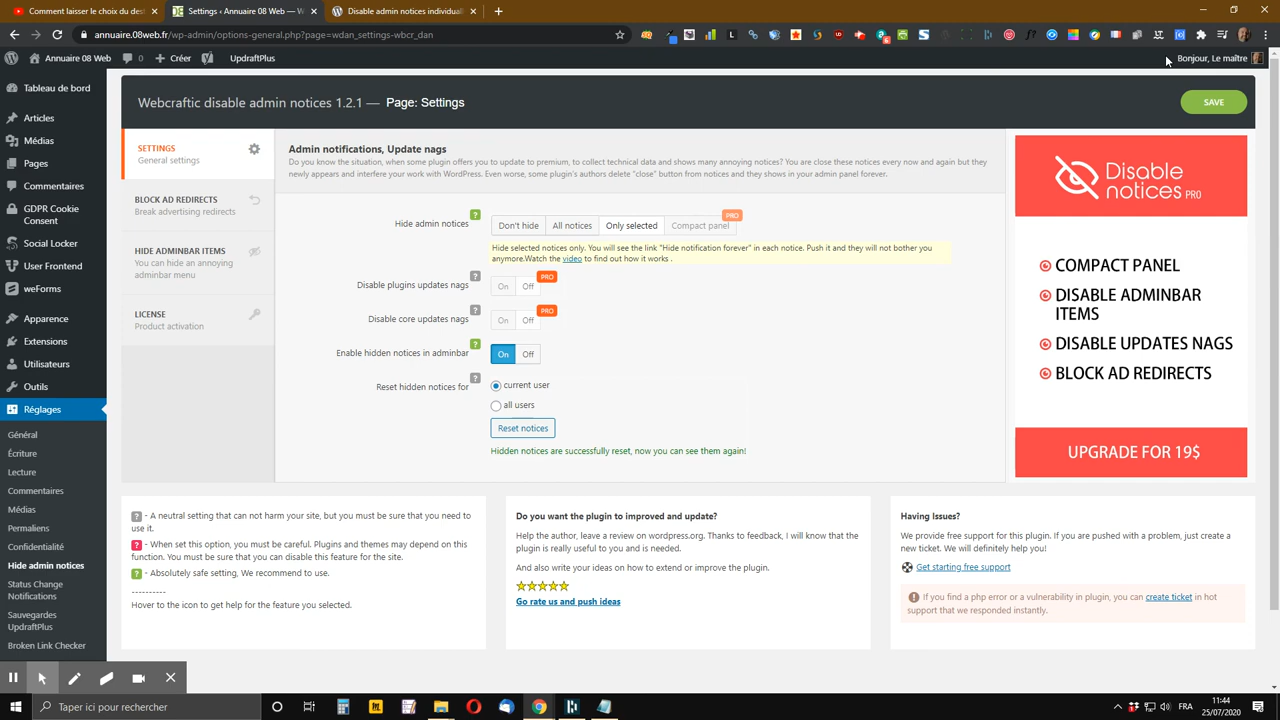 Comment laisser le choix du des
Settings ‹ Annuaire 08 Web — W
Disable admin notices individual
annuaire.08web.fr/wp-admin/options-general.php?page=wdan_settings-wbcr_dan
Annuaire 08 Web
0
Créer
UpdraftPlus
Bonjour, Le maître
Tableau de bord
Articles
Médias
Pages
Commentaires
GDPR Cookie
Consent
Social Locker
User Frontend
weForms
Apparence
Extensions
Utilisateurs
Outils
Réglages
Général
Écriture
Lecture
Commentaires
Médias
Permaliens
Confidentialité
Hide admin notices
Status Change
Notifications
Sauvegardes
UpdraftPlus
Broken Link Checker
Webcraftic disable admin notices 1.2.1 — Page: Settings
SAVE
SETTINGS
General settings
BLOCK AD REDIRECTS
Break advertising redirects
HIDE ADMINBAR ITEMS
You can hide an annoying
adminbar menu
LICENSE
Product activation
Admin notifications, Update nags
Do you know the situation, when some plugin offers you to update to premium, to collect technical data and shows many annoying notices? You are close these notices every now and again but they
newly appears and interfere your work with WordPress. Even worse, some plugin's authors delete "close" button from notices and they shows in your admin panel forever.
Hide admin notices ?
Don't hide All notices Only selected Compact panel PRO
Hide selected notices only. You will see the link "Hide notification forever" in each notice. Push it and they will not bother you
anymore.Watch the video to find out how it works .
Disable plugins updates nags ? On Off PRO
Disable core updates nags ? On Off PRO
Enable hidden notices in adminbar ? On Off
Reset hidden notices for ? current user
all users
Reset notices
Hidden notices are successfully reset, now you can see them again!
Disable
notices PRO
COMPACT PANEL
DISABLE ADMINBAR
ITEMS
DISABLE UPDATES NAGS
BLOCK AD REDIRECTS
UPGRADE FOR 19$
? - A neutral setting that can not harm your site, but you must be sure that you need to
use it.
? - When set this option, you must be careful. Plugins and themes may depend on this
function. You must be sure that you can disable this feature for the site.
? - Absolutely safe setting, We recommend to use.
----------
Hover to the icon to get help for the feature you selected.
Do you want the plugin to improved and update?
Help the author, leave a review on wordpress.org. Thanks to feedback, I will know that the
plugin is really useful to you and is needed.
And also write your ideas on how to extend or improve the plugin.
Go rate us and push ideas
Having Issues?
We provide free support for this plugin. If you are pushed with a problem, just create a
new ticket. We will definitely help you!
Get starting free support
If you find a php error or a vulnerability in plugin, you can create ticket in hot
support that we responded instantly.
Taper ici pour rechercher
FRA
11:44
25/07/2020